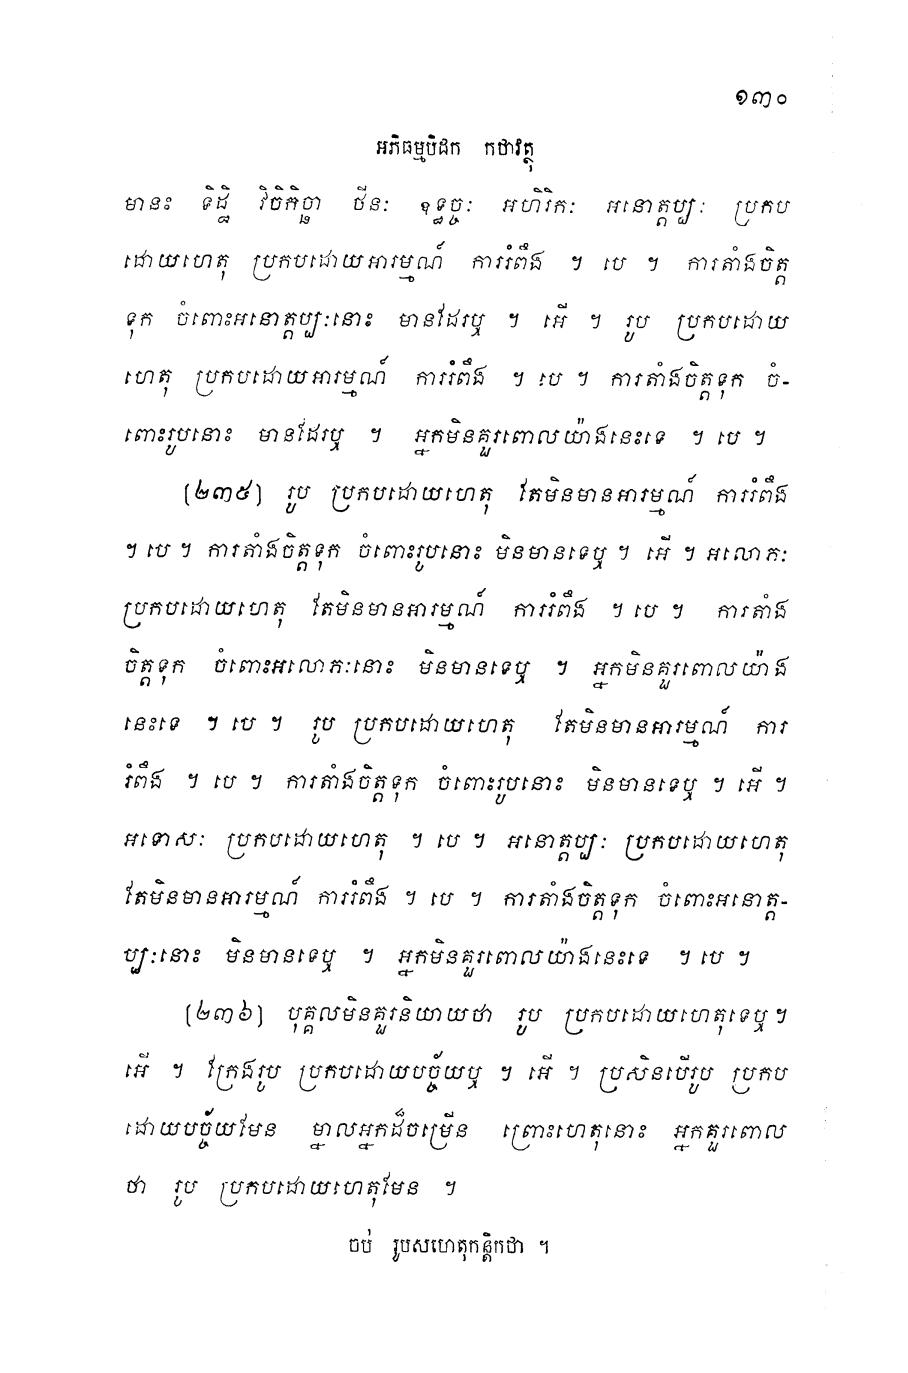 ១៣០
អភិធម្មបិដក កថាវត្ថុ
មានះ ទិដ្ឋិ វិចិកិច្ឆា ថីនៈ ឧទ្ធច្ចៈ អហិរិកៈ អនោត្តប្បៈ ប្រកប
ដោយហេតុ ប្រកបដោយអារម្មណ៍ ការរំពឹង ។ បេ ។ ការតាំងចិត្ត
ទុក ចំពោះអនោត្តប្បៈនោះ មានដែរឬ ។ អើ ។ រូប ប្រកបដោយ
ហេតុ ប្រកបដោយអារម្មណ៍ ការរំពឹង ។ បេ ។ ការតាំងចិត្តទុក ចំ-
ពោះរូបនោះ មានដែរឬ ។ អ្នកមិនគួរពោលយ៉ាងនេះទេ ។ បេ ។
(២៣៥) រូប ប្រកបដោយហេតុ តែមិនមានអារម្មណ៍ ការរំពឹង
។ បេ ។ ការតាំងចិត្តទុក ចំពោះរូបនោះ មិនមានទេឬ ។ អើ ។ អលោភៈ
ប្រកបដោយហេតុ តែមិនមានអារម្មណ៍ ការរំពឹង ។ បេ ។ ការតាំង
ចិត្តទុក ចំពោះអលោភៈនោះ មិនមានទេឬ ។ អ្នកមិនគួរពោលយ៉ាង
នេះទេ ។ បេ ។ រូប ប្រកបដោយហេតុ តែមិនមានអារម្មណ៍ ការ
រំពឹង ។ បេ ។ ការតាំងចិត្តទុក ចំពោះរូបនោះ មិនមានទេឬ ។ អើ ។
អទោសៈ ប្រកបដោយហេតុ ។ បេ ។ អនោត្តប្បៈ ប្រកបដោយហេតុ
តែមិនមានអារម្មណ៍ ការរំពឹង ។ បេ ។ ការតាំងចិត្តទុក ចំពោះអនោត្ត-
ប្បៈនោះ មិនមានទេឬ ។ អ្នកមិនគួរពោលយ៉ាងនេះទេ ។ បេ ។
(២៣៦) បុគ្គលមិនគួរនិយាយថា រូប ប្រកបដោយហេតុទេឬ ។
អើ ។ ក្រែងរូប ប្រកបដោយបច្ច័យឬ ។ អើ ។ ប្រសិនបើរូប ប្រកប
ដោយបច្ច័យមែន ម្នាលអ្នកដ៏ចម្រើន ព្រោះហេតុនោះ អ្នកគួរពោល
ថា រូប ប្រកបដោយហេតុមែន ។
ចប់ រូបសហេតុកន្តិកថា ។